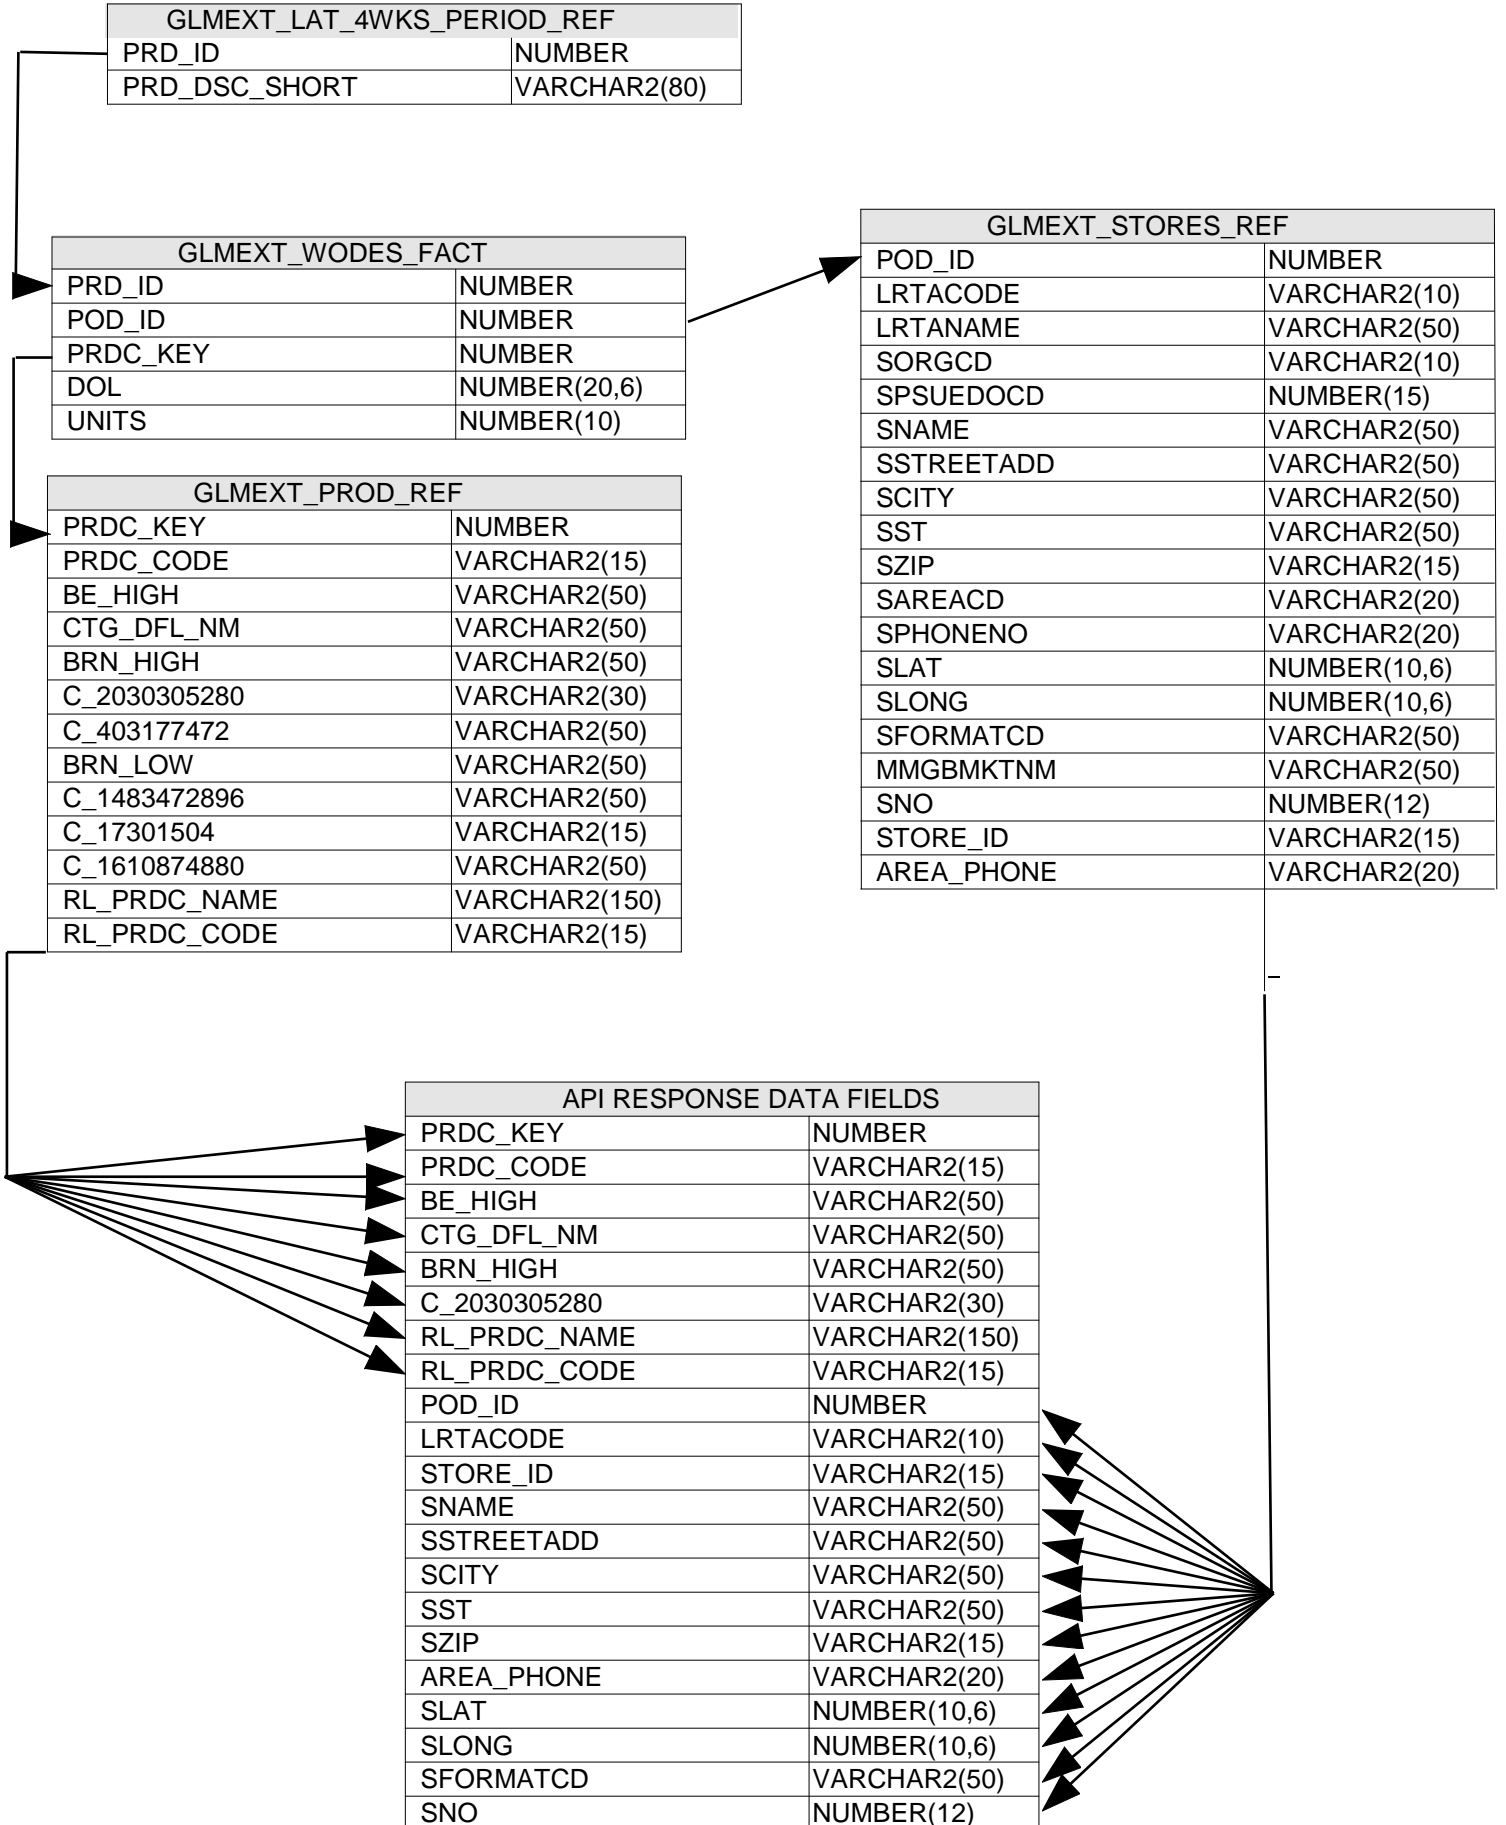 GLMEXT_LAT_4WKS_PERIOD_REF
PRD_ID NUMBER
PRD_DSC_SHORT VARCHAR2(80)
GLMEXT_WODES_FACT
PRD_ID NUMBER
POD_ID NUMBER
PRDC_KEY NUMBER
DOL NUMBER(20,6)
UNITS NUMBER(10)
GLMEXT_STORES_REF
POD_ID NUMBER
LRTACODE VARCHAR2(10)
LRTANAME VARCHAR2(50)
SORGCD VARCHAR2(10)
SPSUEDOCD NUMBER(15)
SNAME VARCHAR2(50)
SSTREETADD VARCHAR2(50)
SCITY VARCHAR2(50)
SST VARCHAR2(50)
SZIP VARCHAR2(15)
SAREACD VARCHAR2(20)
SPHONENO VARCHAR2(20)
SLAT NUMBER(10,6)
SLONG NUMBER(10,6)
SFORMATCD VARCHAR2(50)
MMGBMKTNM VARCHAR2(50)
SNO NUMBER(12)
STORE_ID VARCHAR2(15)
AREA_PHONE VARCHAR2(20)
GLMEXT_PROD_REF
PRDC_KEY NUMBER
PRDC_CODE VARCHAR2(15)
BE_HIGH VARCHAR2(50)
CTG_DFL_NM VARCHAR2(50)
BRN_HIGH VARCHAR2(50)
C_2030305280 VARCHAR2(30)
C_403177472 VARCHAR2(50)
BRN_LOW VARCHAR2(50)
C_1483472896 VARCHAR2(50)
C_17301504 VARCHAR2(15)
C_1610874880 VARCHAR2(50)
RL_PRDC_NAME VARCHAR2(150)
RL_PRDC_CODE VARCHAR2(15)
API RESPONSE DATA FIELDS
PRDC_KEY NUMBER
PRDC_CODE VARCHAR2(15)
BE_HIGH VARCHAR2(50)
CTG_DFL_NM VARCHAR2(50)
BRN_HIGH VARCHAR2(50)
C_2030305280 VARCHAR2(30)
RL_PRDC_NAME VARCHAR2(150)
RL_PRDC_CODE VARCHAR2(15)
POD_ID NUMBER
LRTACODE VARCHAR2(10)
STORE_ID VARCHAR2(15)
SNAME VARCHAR2(50)
SSTREETADD VARCHAR2(50)
SCITY VARCHAR2(50)
SST VARCHAR2(50)
SZIP VARCHAR2(15)
AREA_PHONE VARCHAR2(20)
SLAT NUMBER(10,6)
SLONG NUMBER(10,6)
SFORMATCD VARCHAR2(50)
SNO NUMBER(12)